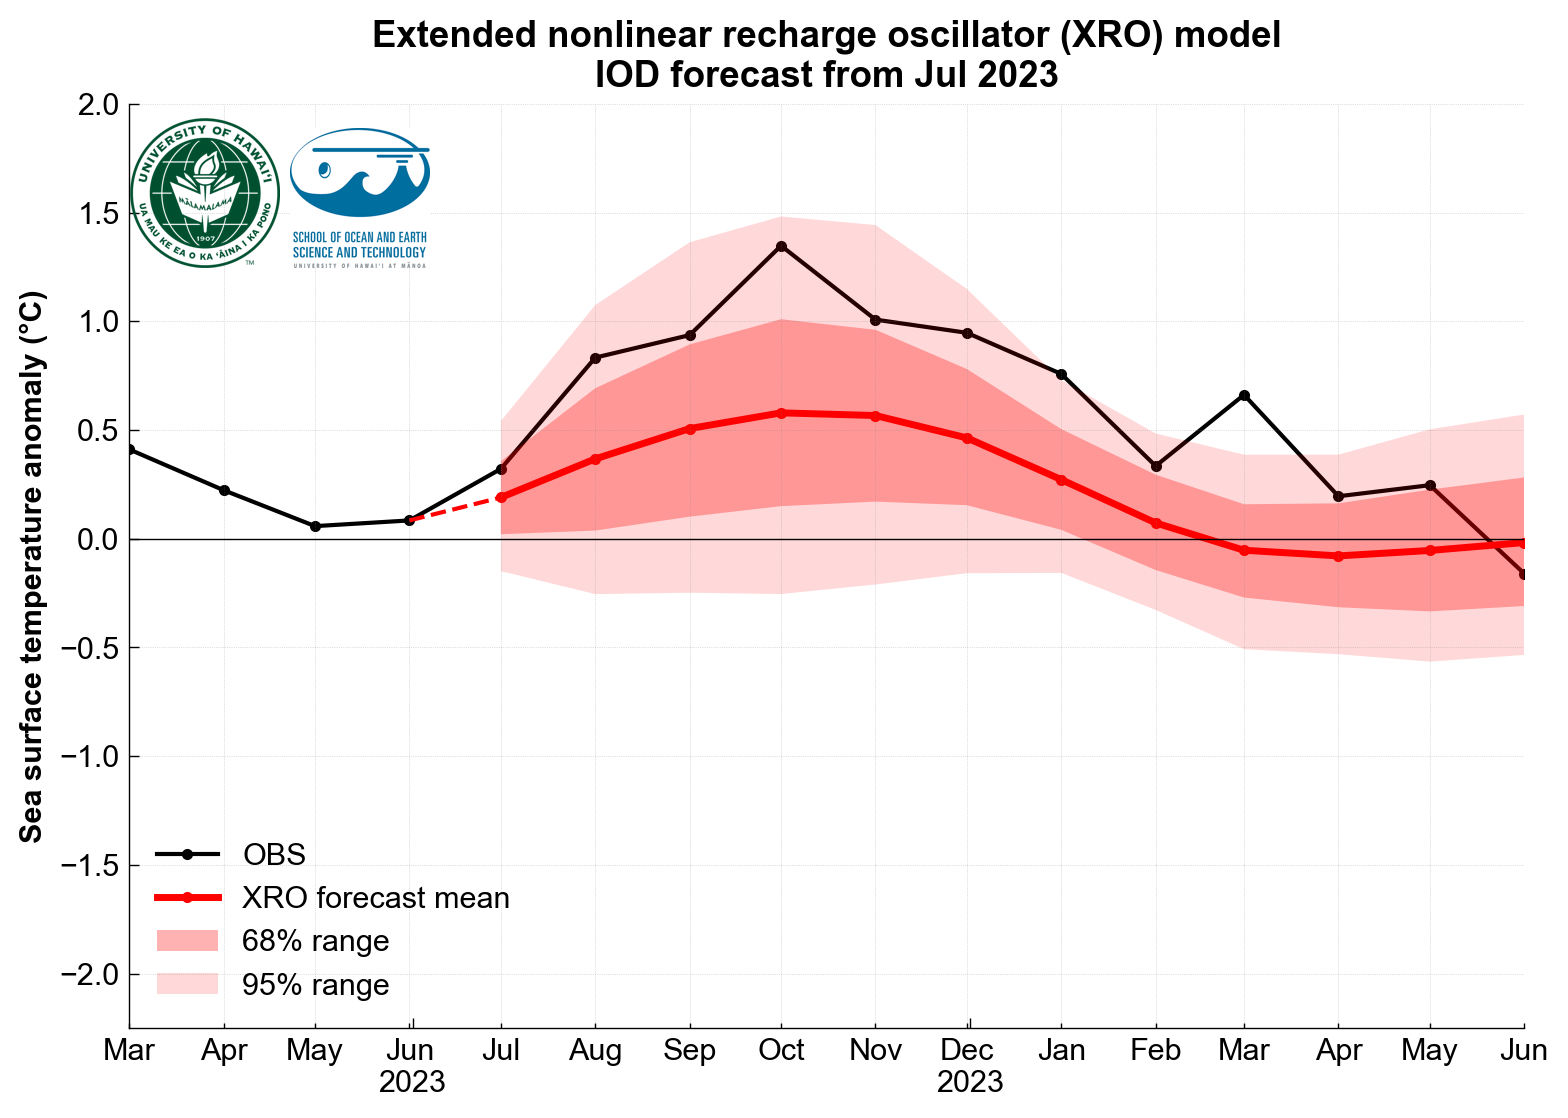 Extended nonlinear recharge oscillator (XRO) model
IOD forecast from Jul 2023
Sea surface temperature anomaly (°C)
2.0
1.5
1.0
0.5
0.0
−0.5
−1.0
−1.5
−2.0
UNIVERSITY OF HAWAIʻI
UA MAU KE EA O KA ʻĀINA I KA PONO
MĀLAMALAMA
1907
TM
SCHOOL OF OCEAN AND EARTH
SCIENCE AND TECHNOLOGY
UNIVERSITY OF HAWAIʻI AT MĀNOA
OBS
XRO forecast mean
68% range
95% range
Mar Apr May Jun Jul Aug Sep Oct Nov Dec Jan Feb Mar Apr May Jun
2023 2023